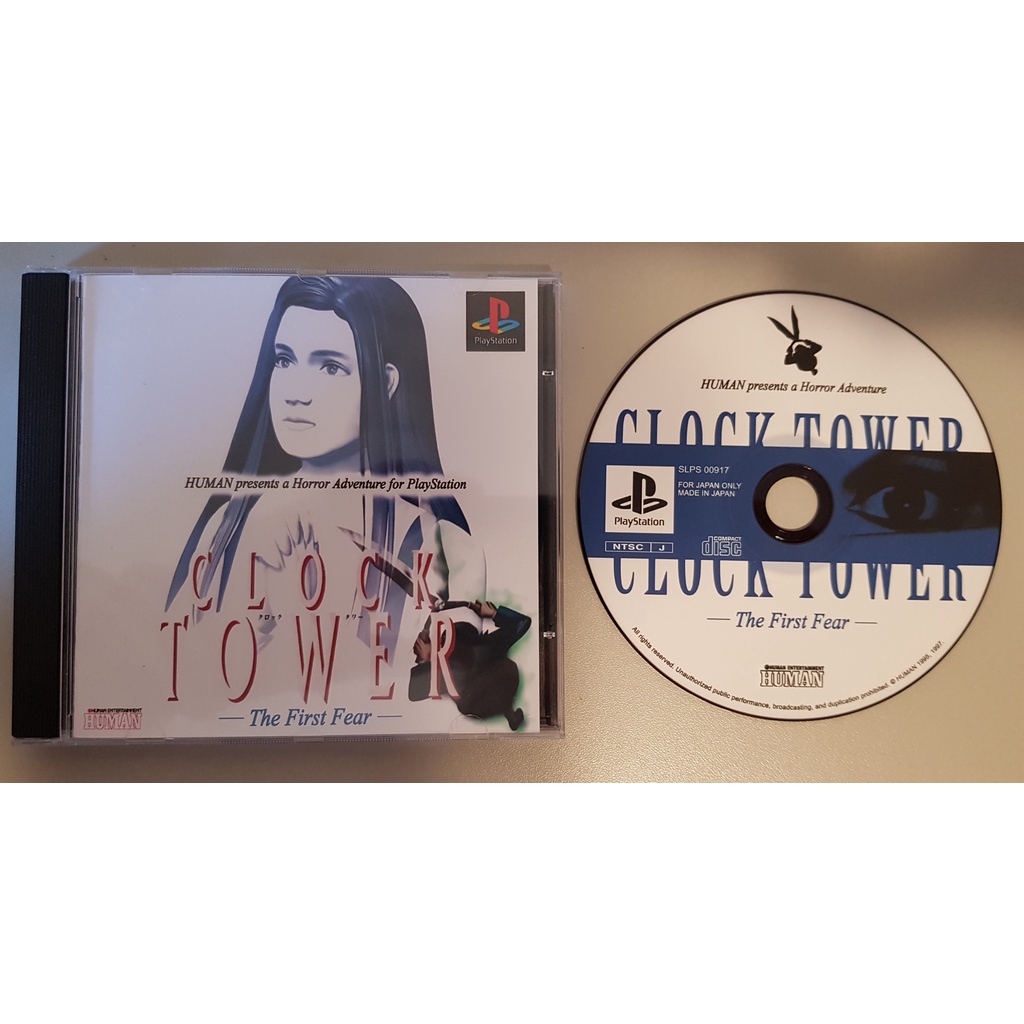 PlayStation
HUMAN presents a Horror Adventure for PlayStation
CLOCK
クロック タワー
TOWER
— The First Fear —
HUMAN ENTERTAINMENT
HUMAN
HUMAN presents a Horror Adventure
CLOCK TOWER
SLPS 00917
FOR JAPAN ONLY
MADE IN JAPAN
PlayStation
NTSC J
COMPACT
disc
CLOCK TOWER
— The First Fear —
HUMAN ENTERTAINMENT
HUMAN
All rights reserved. Unauthorized public performance, broadcasting, and duplication prohibited. © HUMAN 1995, 1997.